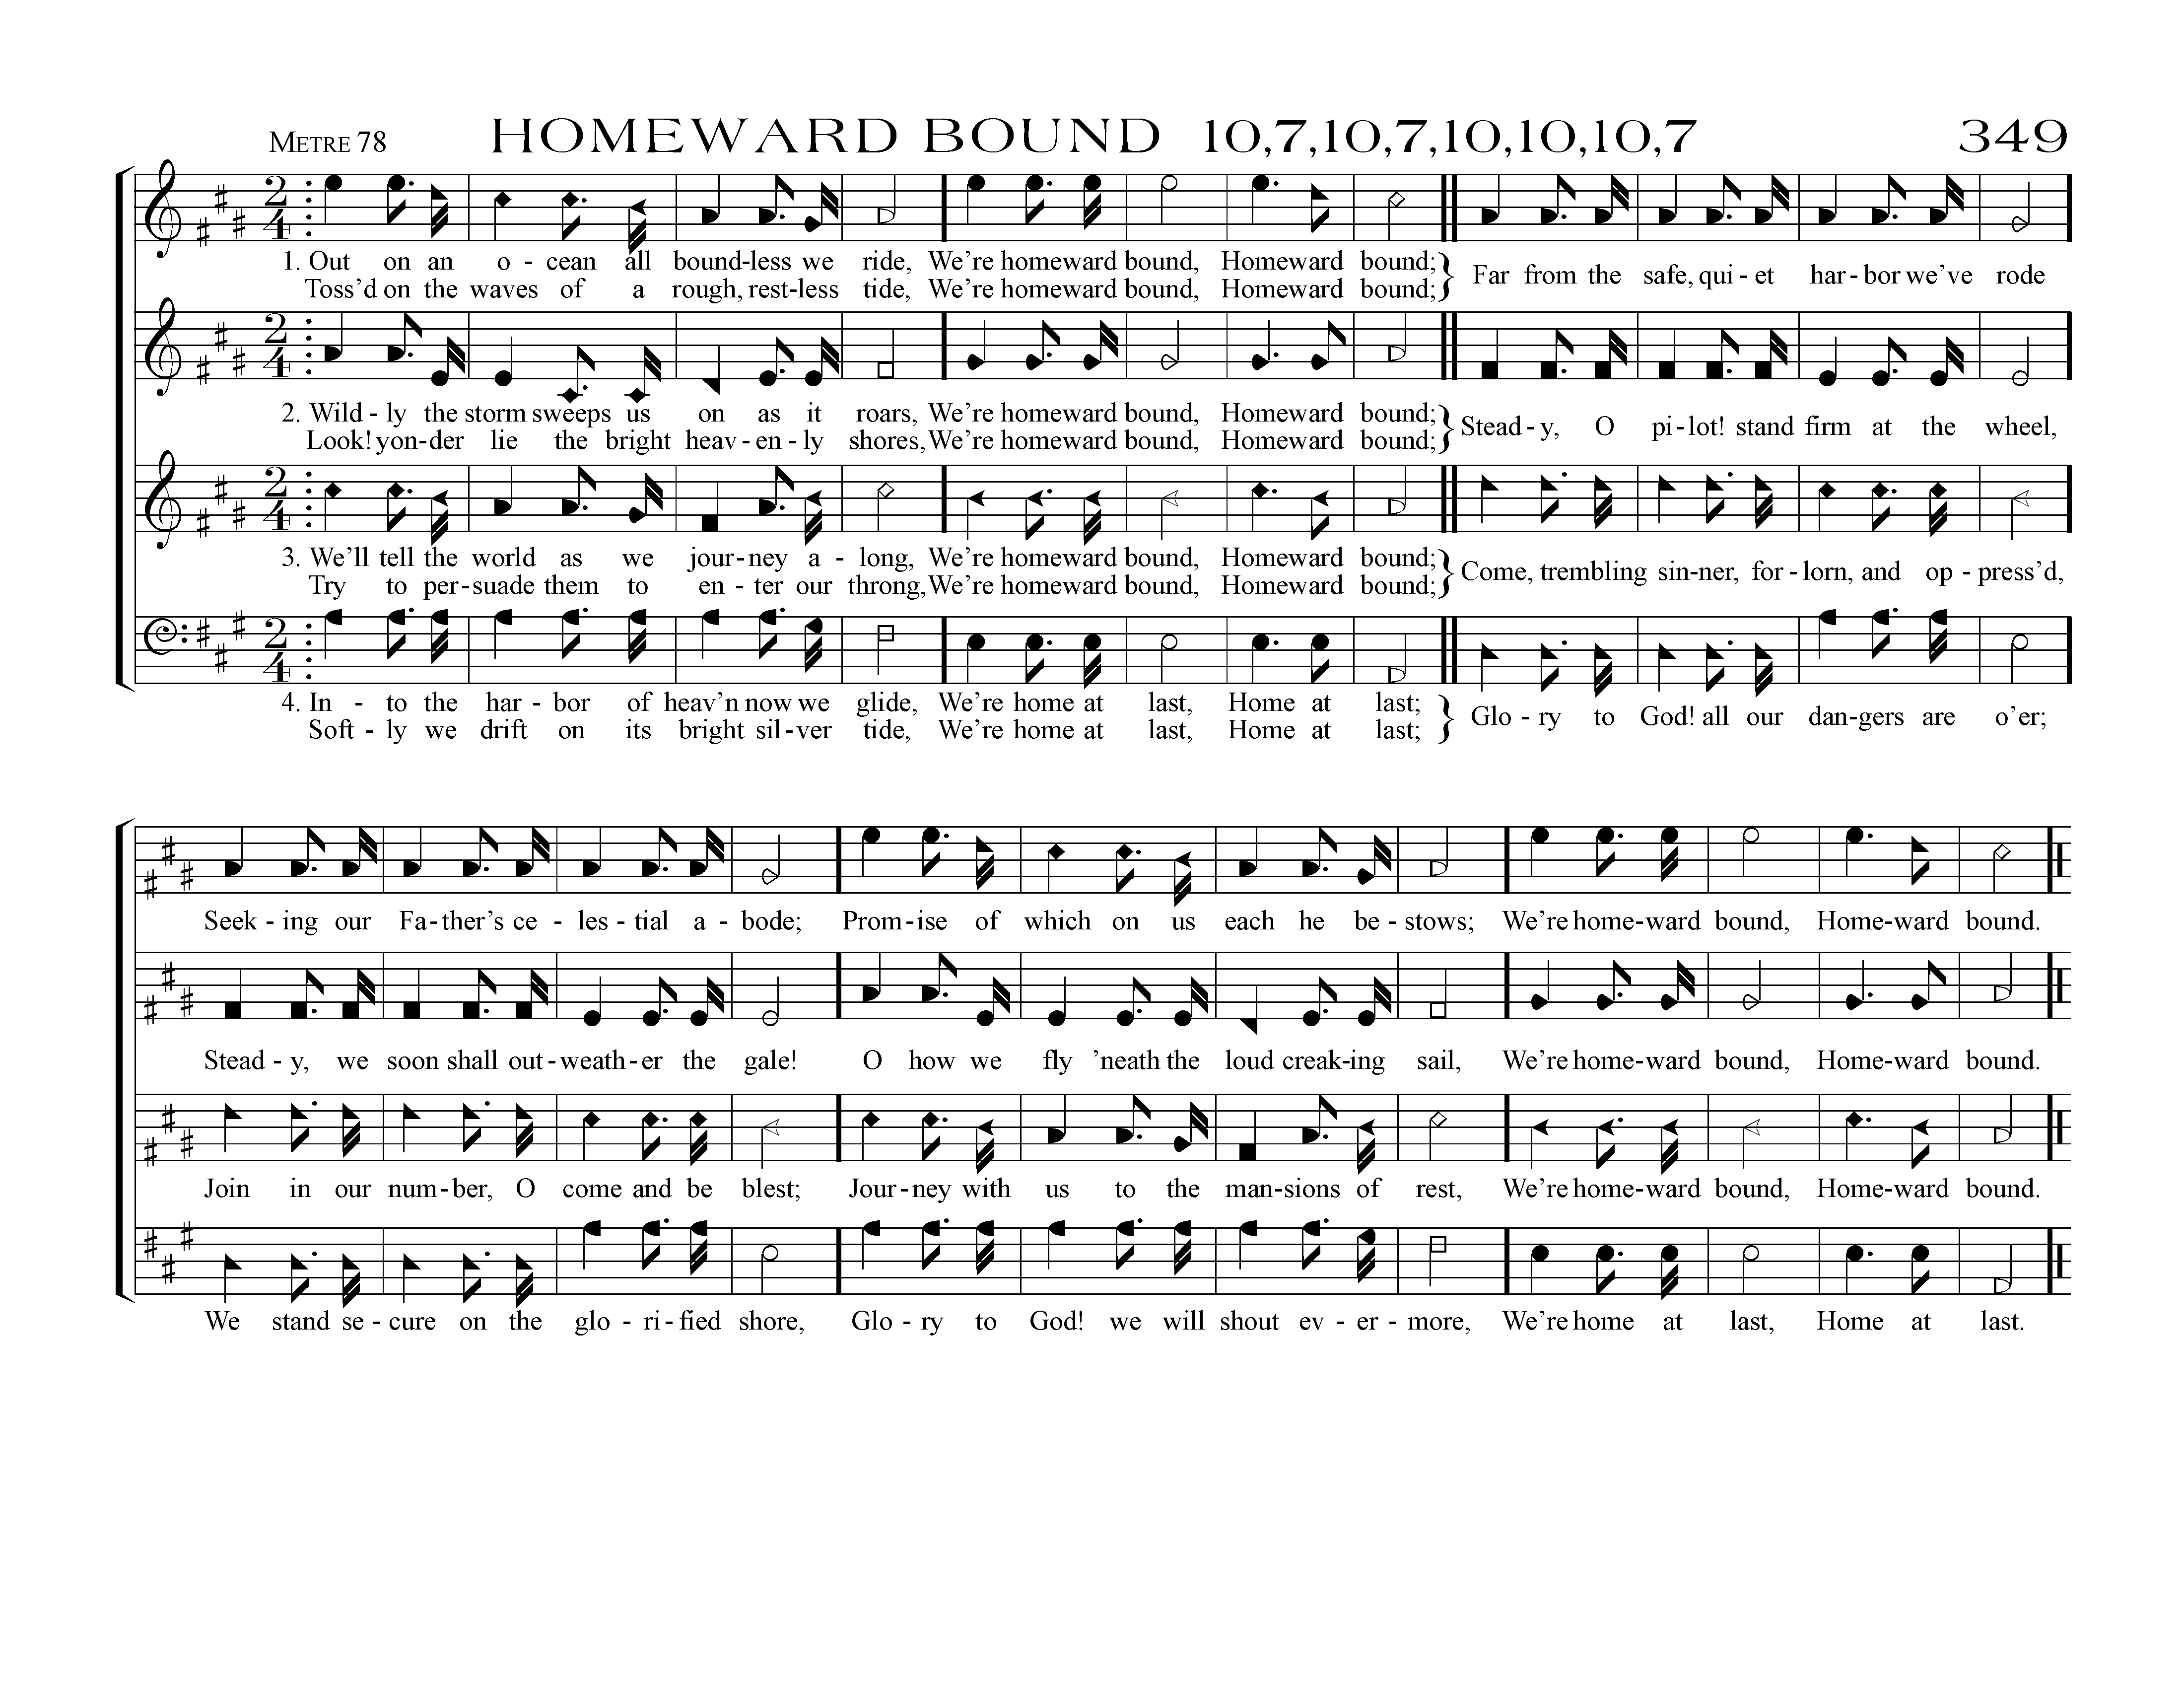 METRE 78 HOMEWARD BOUND 10,7,10,7,10,10,10,7 349
2
4
1. Out on an o - cean all bound-less we ride, We're homeward bound, Homeward bound;
Toss'd on the waves of a rough, rest-less tide, We're homeward bound, Homeward bound;
} Far from the safe, qui - et har - bor we've rode
2
4
2. Wild - ly the storm sweeps us on as it roars, We're homeward bound, Homeward bound;
Look! yon-der lie the bright heav - en - ly shores, We're homeward bound, Homeward bound;
} Stead - y, O pi - lot! stand firm at the wheel,
2
4
3. We'll tell the world as we jour - ney a - long, We're homeward bound, Homeward bound;
Try to per - suade them to en - ter our throng, We're homeward bound, Homeward bound;
} Come, trembling sin-ner, for - lorn, and op - press'd,
2
4
4. In - to the har - bor of heav'n now we glide, We're home at last, Home at last;
Soft - ly we drift on its bright sil - ver tide, We're home at last, Home at last;
} Glo - ry to God! all our dan-gers are o'er;
Seek - ing our Fa - ther's ce - les - tial a - bode; Prom - ise of which on us each he be - stows; We're home-ward bound, Home-ward bound.
Stead - y, we soon shall out - weath - er the gale! O how we fly 'neath the loud creak-ing sail, We're home-ward bound, Home-ward bound.
Join in our num-ber, O come and be blest; Jour - ney with us to the man-sions of rest, We're home-ward bound, Home-ward bound.
We stand se - cure on the glo - ri - fied shore, Glo - ry to God! we will shout ev - er - more, We're home at last, Home at last.